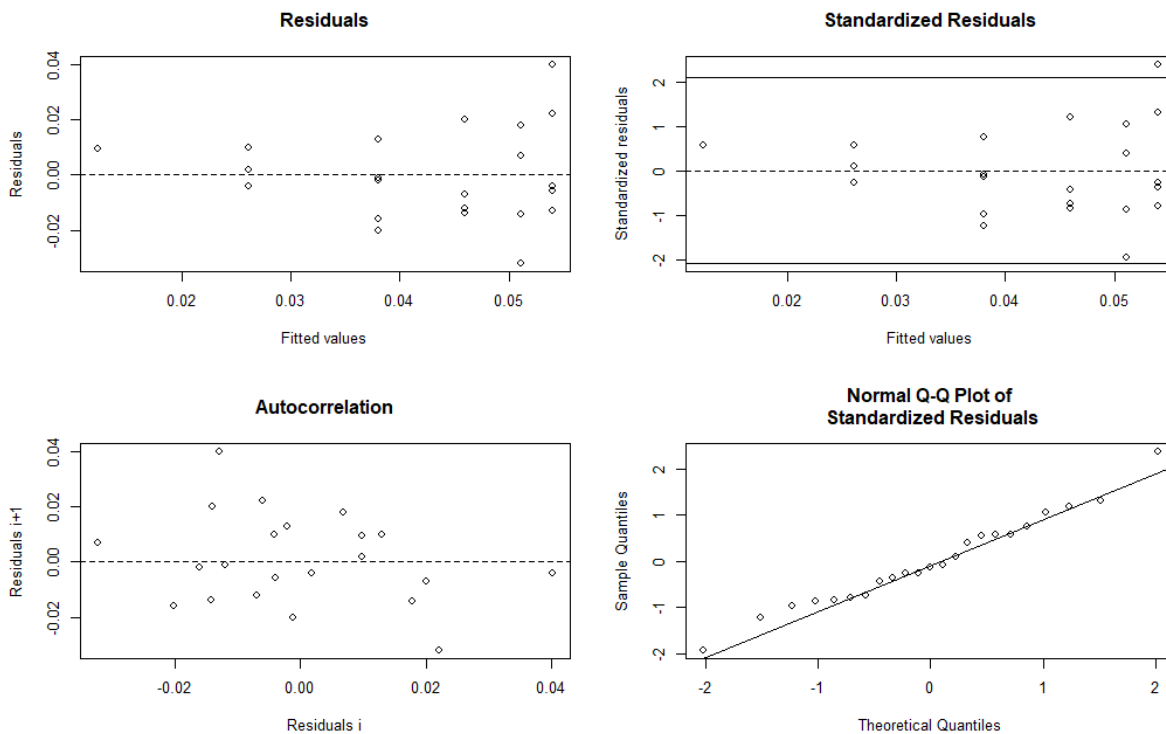 Residuals
Residuals
0.04
0.02
0.00
-0.02
0.02
0.03
0.04
0.05
Fitted values
Standardized Residuals
Standardized residuals
2
1
0
-1
-2
0.02
0.03
0.04
0.05
Fitted values
Autocorrelation
Residuals i+1
0.04
0.02
0.00
-0.02
-0.02
0.00
0.02
0.04
Residuals i
Normal Q-Q Plot of
Standardized Residuals
Sample Quantiles
2
1
0
-1
-2
-2
-1
0
1
2
Theoretical Quantiles